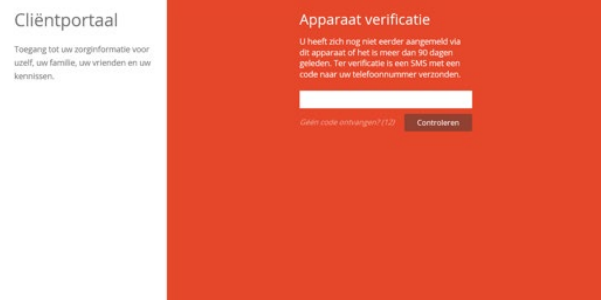 Cliëntportaal
Toegang tot uw zorginformatie voor
uzelf, uw familie, uw vrienden en uw
kennissen.
Apparaat verificatie
U heeft zich nog niet eerder aangemeld via
dit apparaat of het is meer dan 90 dagen
geleden. Ter verificatie is een SMS met een
code naar uw telefoonnummer verzonden.
Géén code ontvangen? (12)
Controleren